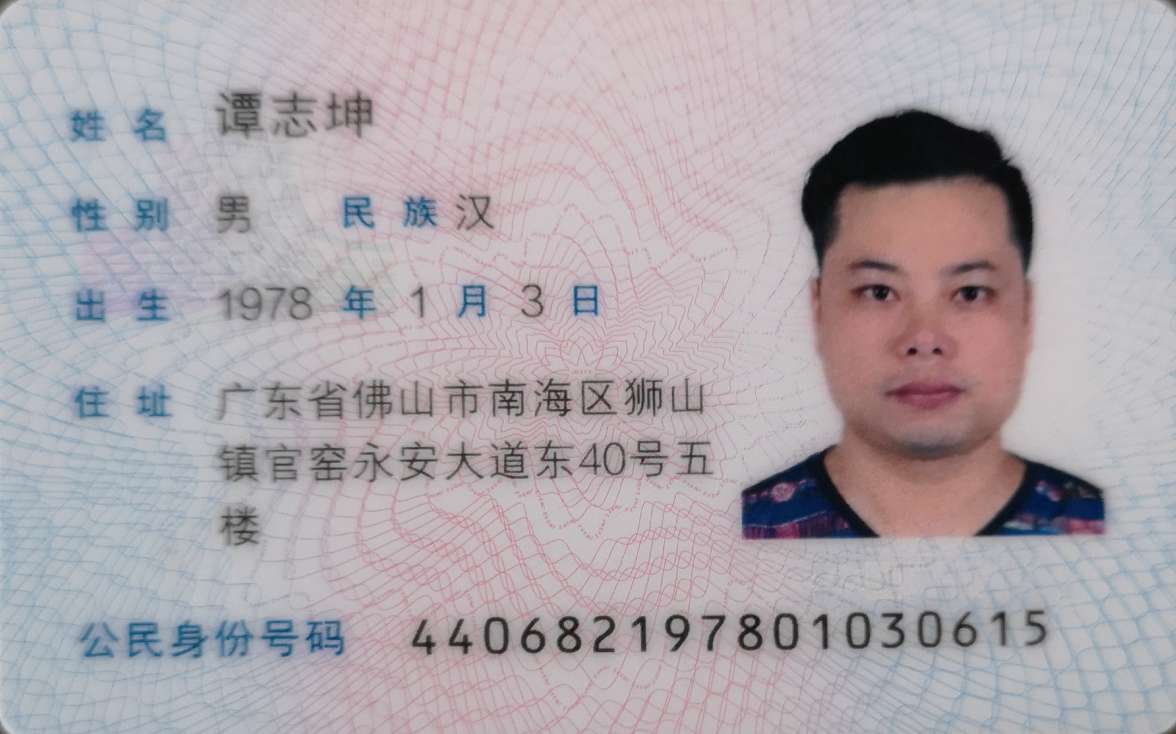 姓名 谭志坤
性别 男 民族 汉
出生 1978 年 1 月 3 日
住址 广东省佛山市南海区狮山
镇官窑永安大道东40号五
楼
公民身份号码 440682197801030615